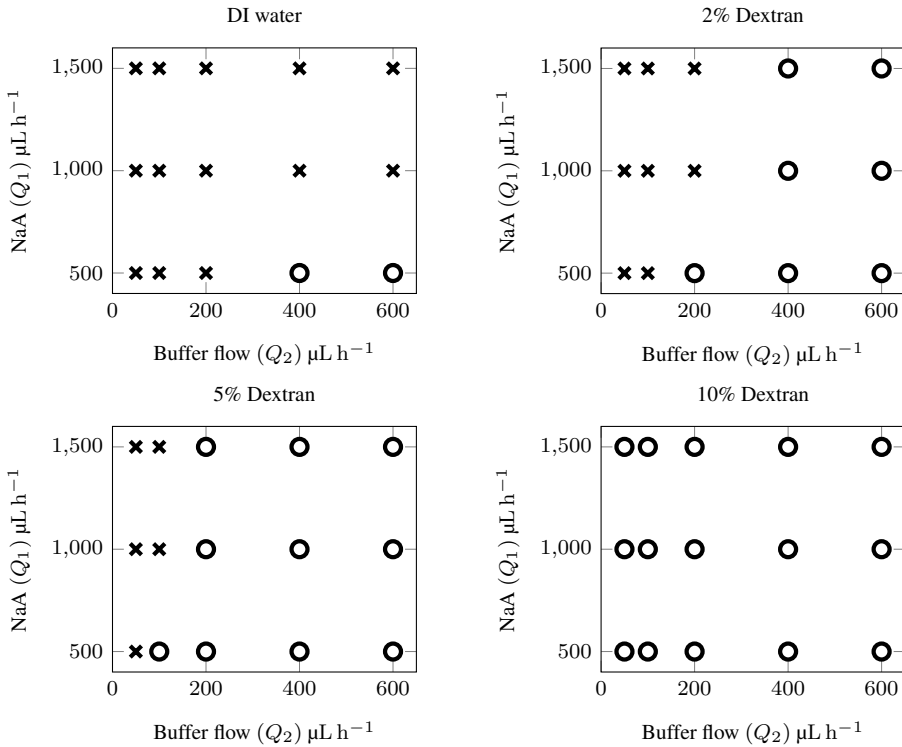 DI water
1,500
1,000
500
0 200 400 600
NaA (Q₁) µL h⁻¹
Buffer flow (Q₂) µL h⁻¹
2% Dextran
1,500
1,000
500
0 200 400 600
NaA (Q₁) µL h⁻¹
Buffer flow (Q₂) µL h⁻¹
5% Dextran
1,500
1,000
500
0 200 400 600
NaA (Q₁) µL h⁻¹
Buffer flow (Q₂) µL h⁻¹
10% Dextran
1,500
1,000
500
0 200 400 600
NaA (Q₁) µL h⁻¹
Buffer flow (Q₂) µL h⁻¹